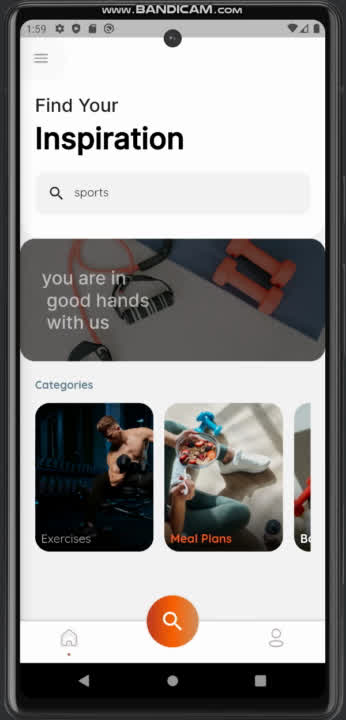 www.BANDICAM.com
1:59
Find Your
Inspiration
sports
you are in
good hands
with us
Categories
Exercises
Meal Plans